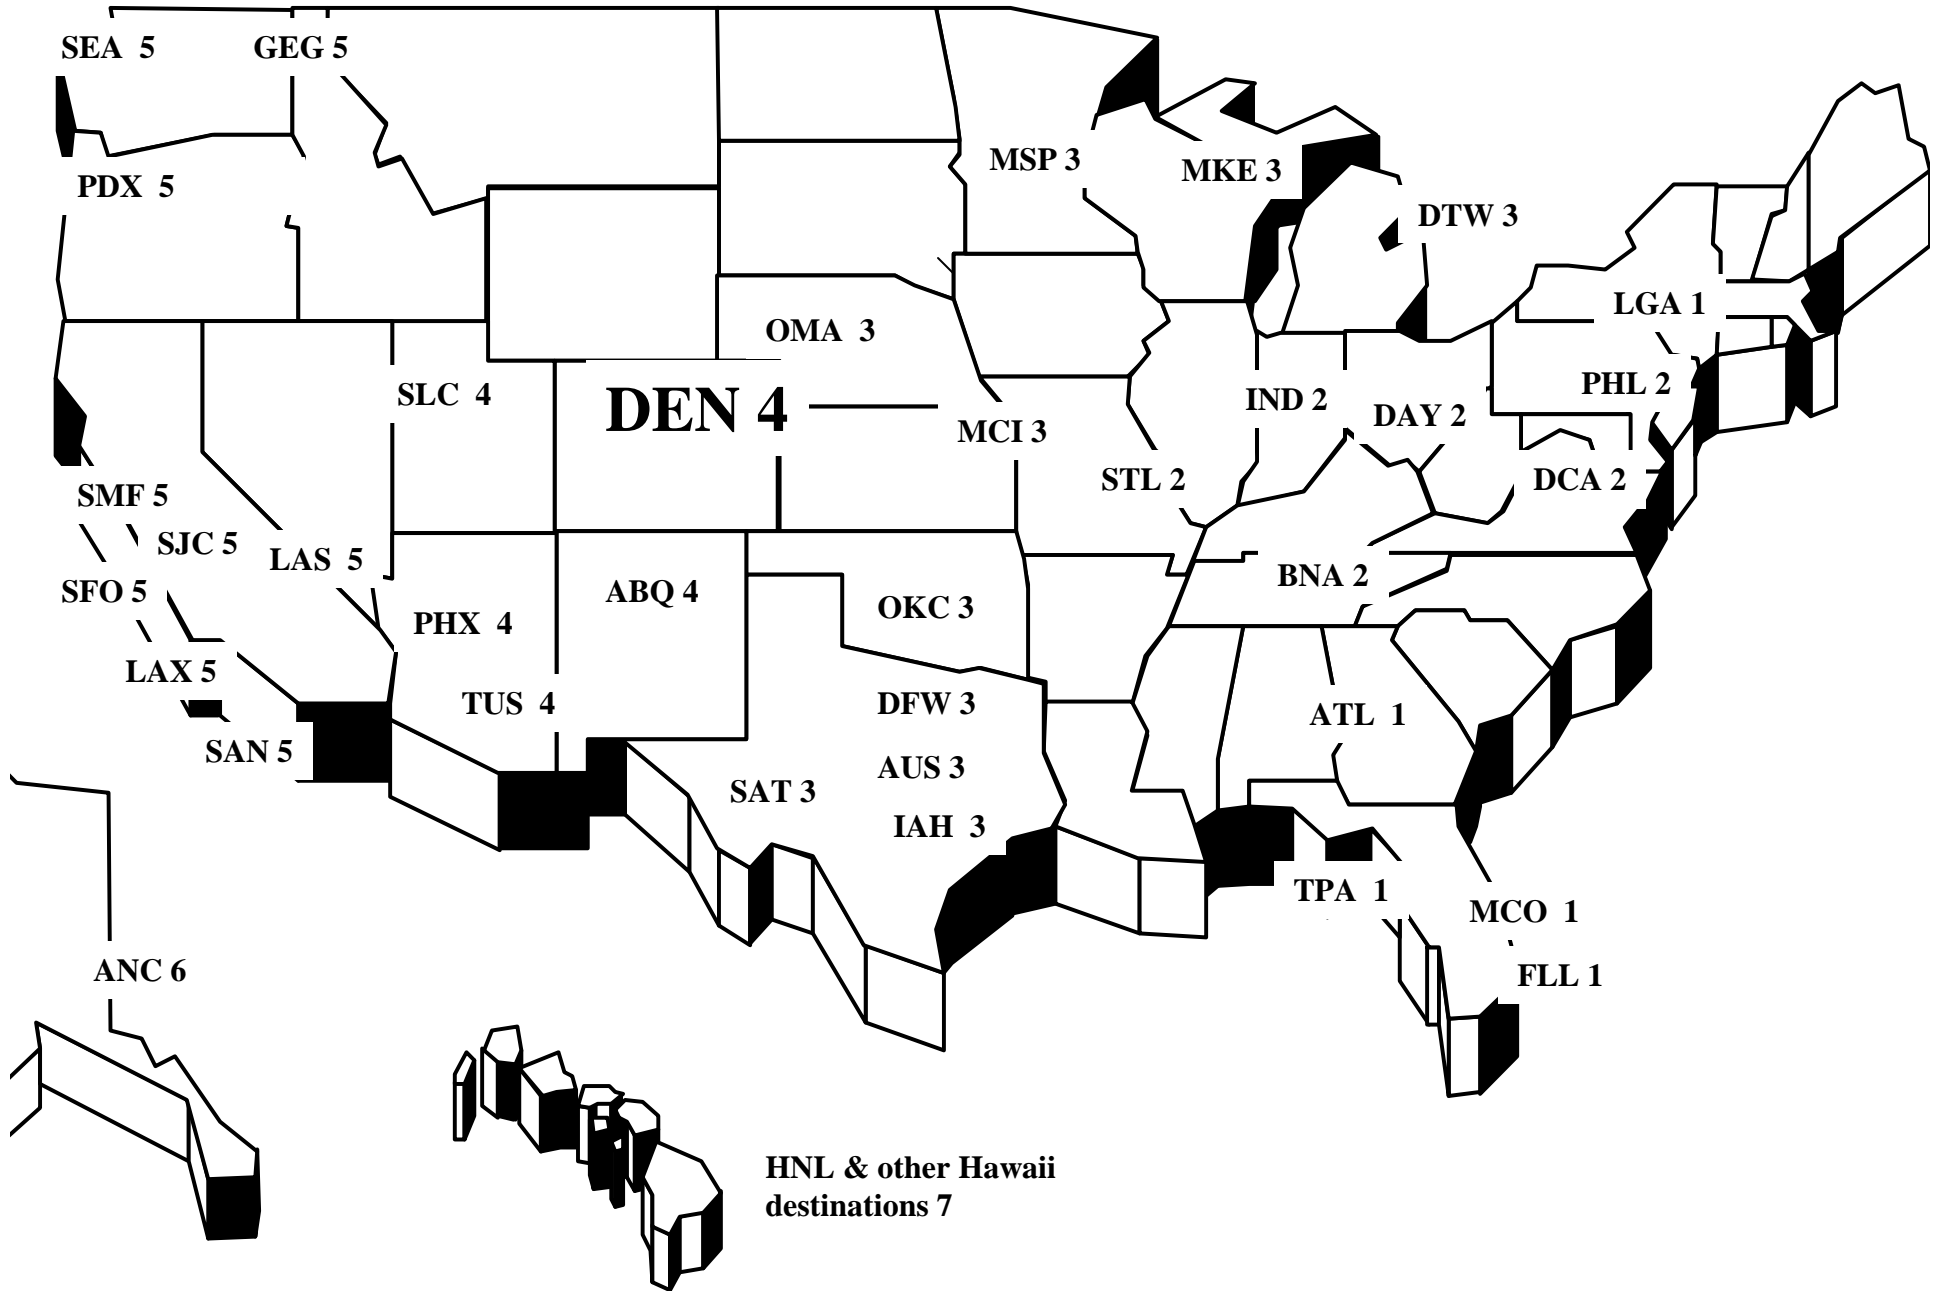 SEA 5
GEG 5
MSP 3
MKE 3
PDX 5
DTW 3
LGA 1
OMA 3
SLC 4
DEN 4
MCI 3
IND 2
DAY 2
PHL 2
SMF 5
STL 2
DCA 2
SJC 5
LAS 5
SFO 5
PHX 4
ABQ 4
OKC 3
BNA 2
LAX 5
TUS 4
DFW 3
ATL 1
SAN 5
SAT 3
AUS 3
IAH 3
TPA 1
MCO 1
ANC 6
FLL 1
HNL & other Hawaii
destinations 7